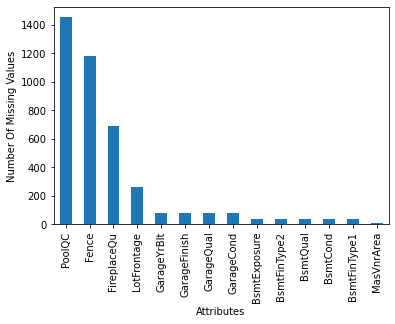 Number Of Missing Values
1400
1200
1000
800
600
400
200
0
PoolQC
Fence
FireplaceQu
LotFrontage
GarageYrBlt
GarageFinish
GarageQual
GarageCond
BsmtExposure
BsmtFinType2
BsmtQual
BsmtCond
BsmtFinType1
MasVnrArea
Attributes